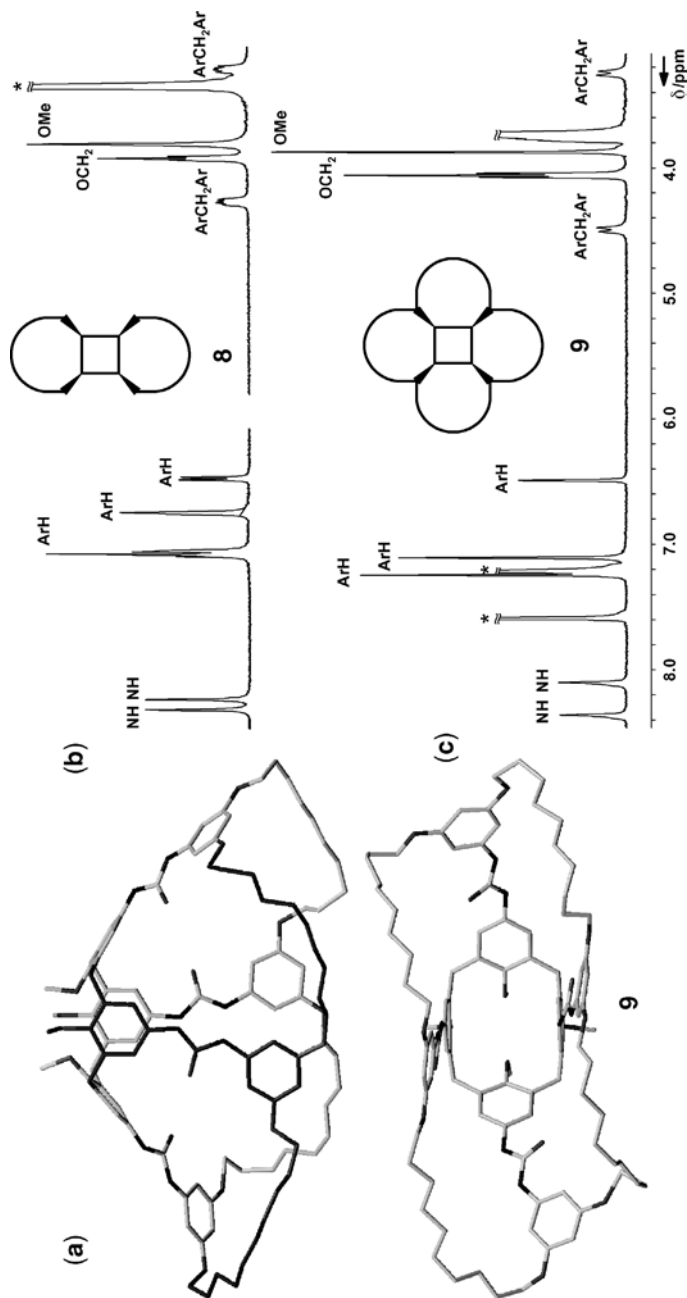 (a)
9
(b)
NH NH
ArH
ArH
ArH
8
ArCH2Ar
OCH2
OMe
*
ArCH2Ar
(c)
NH NH
*
ArH
*
ArH
ArH
9
ArCH2Ar
OCH2
OMe
ArCH2Ar
8.0 7.0 6.0 5.0 4.0
δ/ppm